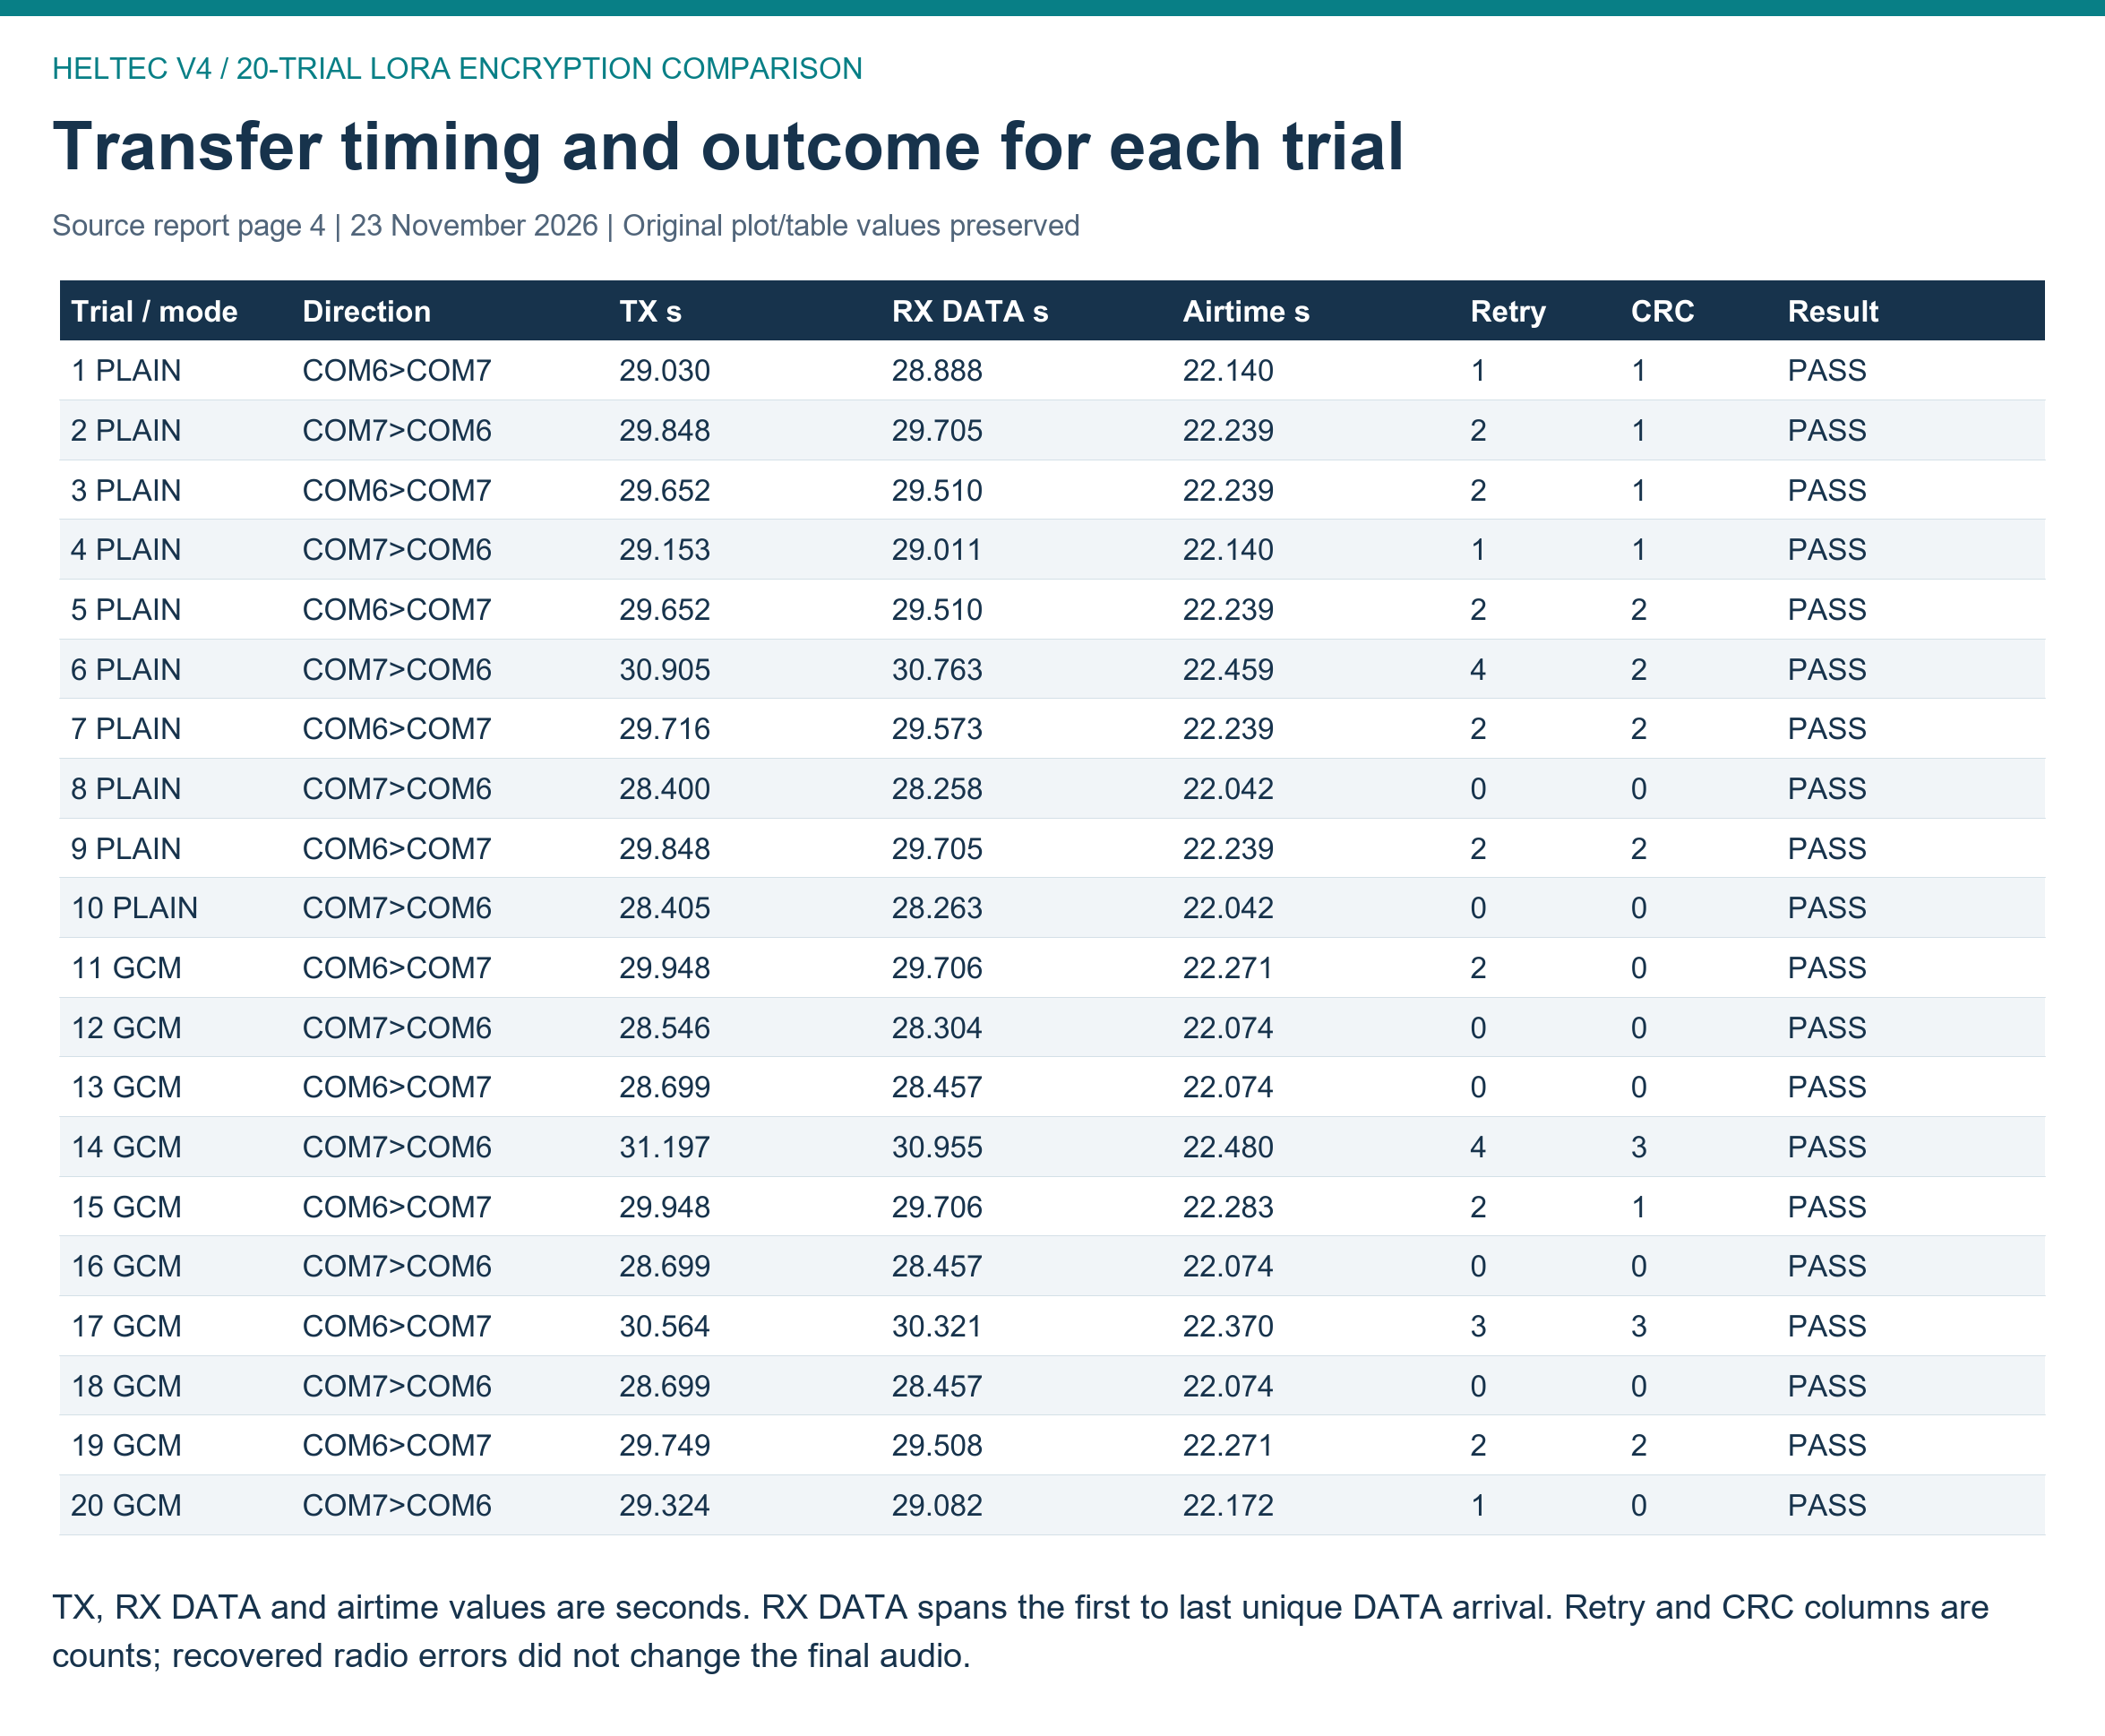 HELTEC V4 / 20-TRIAL LORA ENCRYPTION COMPARISON
Transfer timing and outcome for each trial
Source report page 4 | 23 November 2026 | Original plot/table values preserved
Trial / mode Direction TX s RX DATA s Airtime s Retry CRC Result
1 PLAIN COM6>COM7 29.030 28.888 22.140 1 1 PASS
2 PLAIN COM7>COM6 29.848 29.705 22.239 2 1 PASS
3 PLAIN COM6>COM7 29.652 29.510 22.239 2 1 PASS
4 PLAIN COM7>COM6 29.153 29.011 22.140 1 1 PASS
5 PLAIN COM6>COM7 29.652 29.510 22.239 2 2 PASS
6 PLAIN COM7>COM6 30.905 30.763 22.459 4 2 PASS
7 PLAIN COM6>COM7 29.716 29.573 22.239 2 2 PASS
8 PLAIN COM7>COM6 28.400 28.258 22.042 0 0 PASS
9 PLAIN COM6>COM7 29.848 29.705 22.239 2 2 PASS
10 PLAIN COM7>COM6 28.405 28.263 22.042 0 0 PASS
11 GCM COM6>COM7 29.948 29.706 22.271 2 0 PASS
12 GCM COM7>COM6 28.546 28.304 22.074 0 0 PASS
13 GCM COM6>COM7 28.699 28.457 22.074 0 0 PASS
14 GCM COM7>COM6 31.197 30.955 22.480 4 3 PASS
15 GCM COM6>COM7 29.948 29.706 22.283 2 1 PASS
16 GCM COM7>COM6 28.699 28.457 22.074 0 0 PASS
17 GCM COM6>COM7 30.564 30.321 22.370 3 3 PASS
18 GCM COM7>COM6 28.699 28.457 22.074 0 0 PASS
19 GCM COM6>COM7 29.749 29.508 22.271 2 2 PASS
20 GCM COM7>COM6 29.324 29.082 22.172 1 0 PASS
TX, RX DATA and airtime values are seconds. RX DATA spans the first to last unique DATA arrival. Retry and CRC columns are
counts; recovered radio errors did not change the final audio.